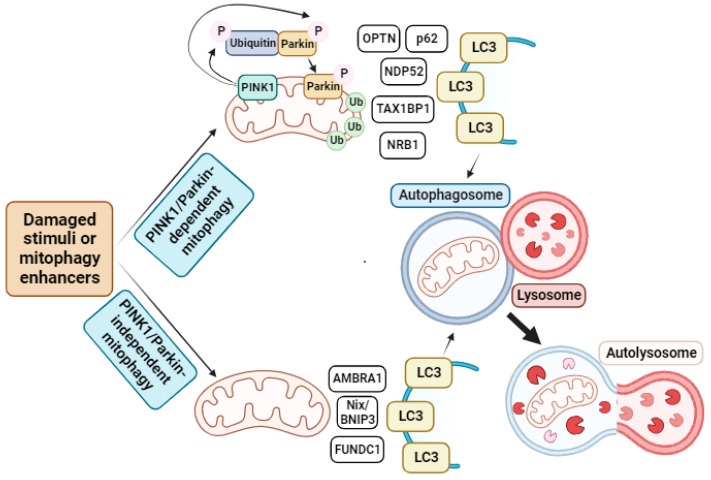 P
P
Ubiquitin
Parkin
P
PINK1
Parkin
Ub
Ub
Ub
OPTN
p62
NDP52
TAX1BP1
NRB1
LC3
LC3
LC3
PINK1/Parkin-
dependent
mitophagy
Damaged
stimuli or
mitophagy
enhancers
PINK1/Parkin-
independent
mitophagy
Autophagosome
Lysosome
Autolysosome
AMBRA1
Nix/
BNIP3
FUNDC1
LC3
LC3
LC3